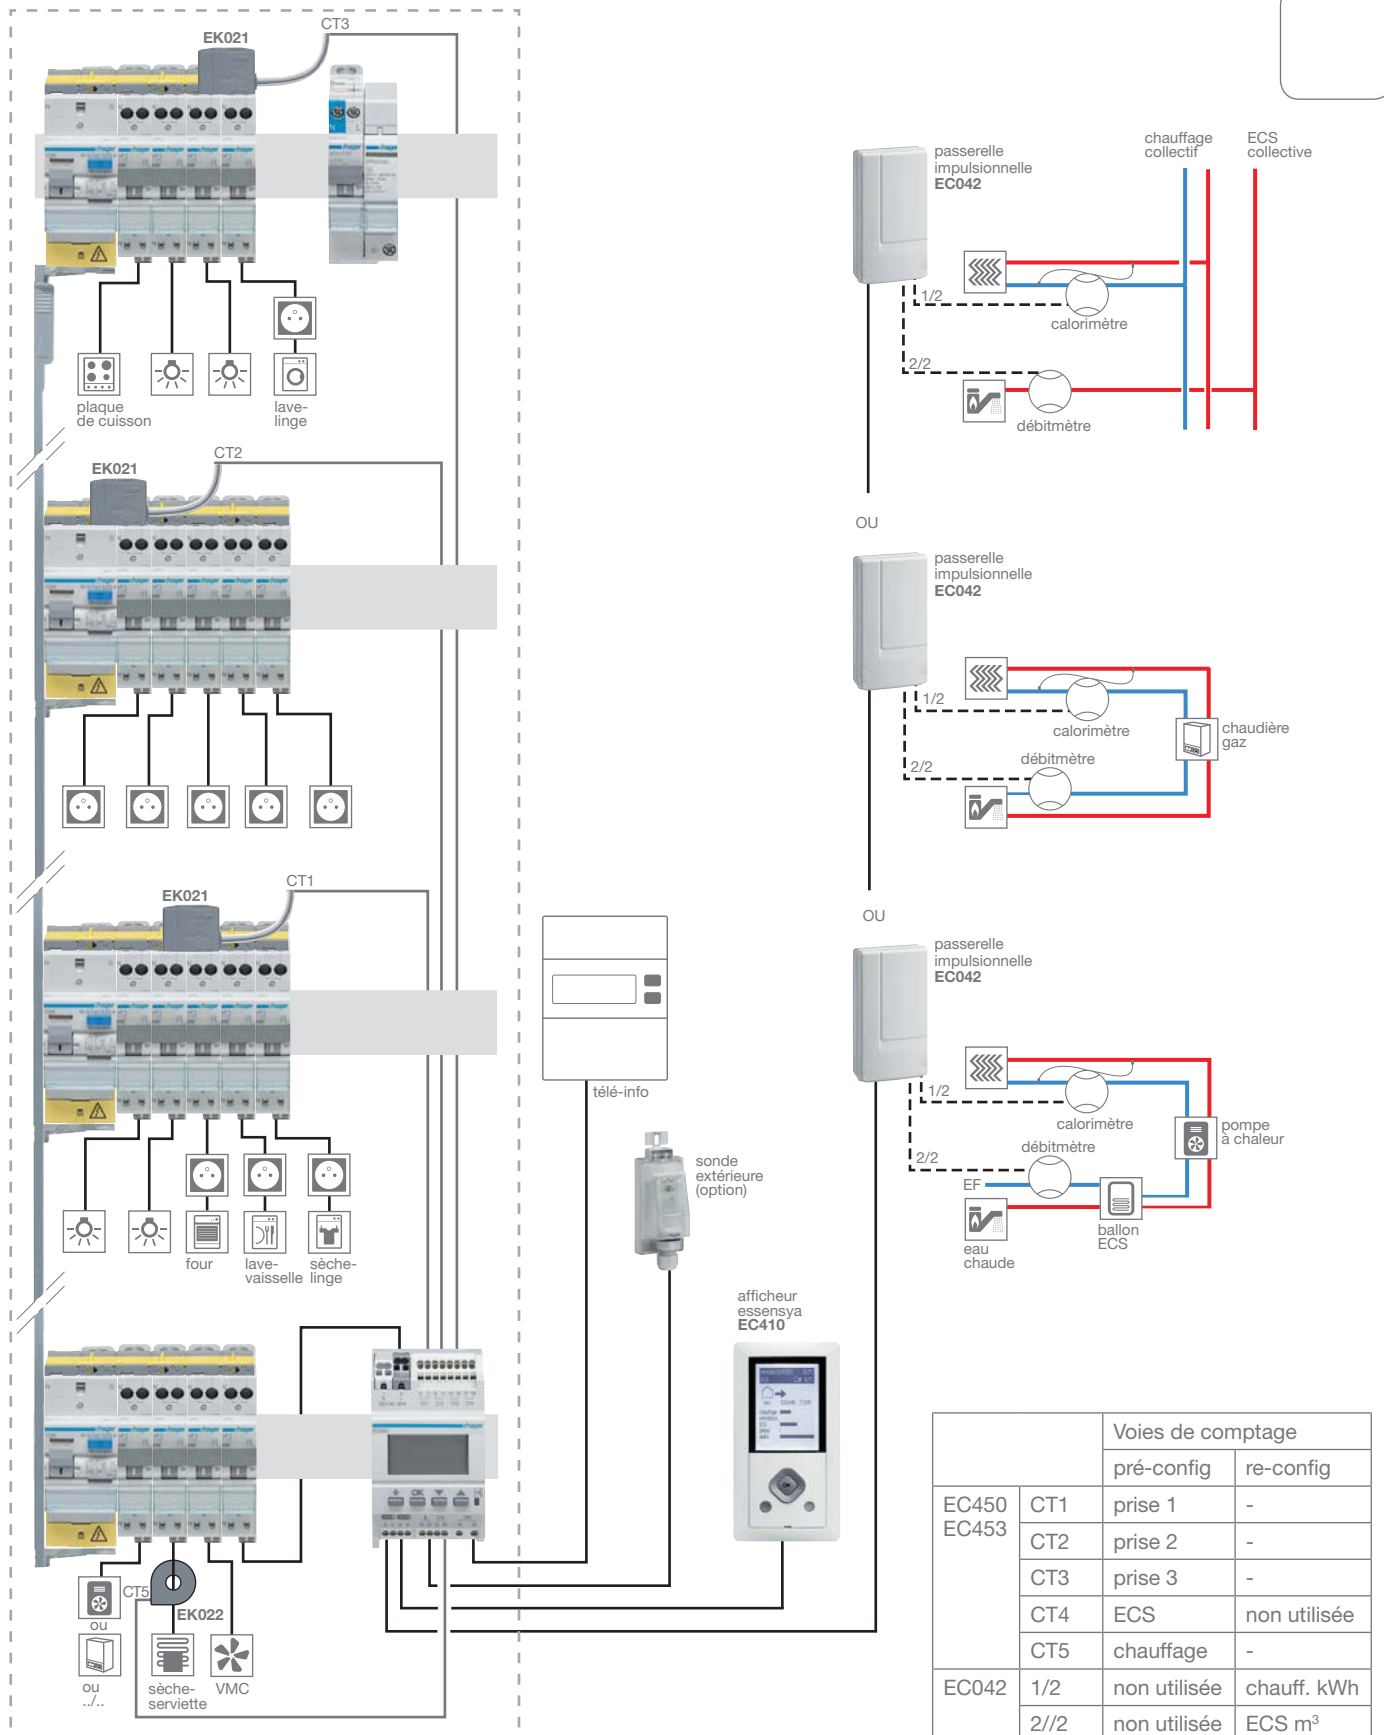 CT3
EK021
plaque
de cuisson
lave-
linge
CT2
EK021
CT1
EK021
four
lave-
vaisselle
sèche-
linge
CT5
EK022
ou
ou
../..
sèche-
serviette
VMC
télé-info
sonde
extérieure
(option)
afficheur
essensya
EC410
passerelle
impulsionnelle
EC042
chauffage
collectif
ECS
collective
1/2
calorimètre
2/2
débitmètre
OU
passerelle
impulsionnelle
EC042
1/2
calorimètre
chaudière
gaz
2/2
débitmètre
OU
passerelle
impulsionnelle
EC042
1/2
calorimètre
pompe
à chaleur
2/2
débitmètre
EF
ballon
ECS
eau
chaude
Voies de comptage
pré-config re-config
EC450 CT1 prise 1 -
EC453 CT2 prise 2 -
CT3 prise 3 -
CT4 ECS non utilisée
CT5 chauffage -
EC042 1/2 non utilisée chauff. kWh
2//2 non utilisée ECS m³